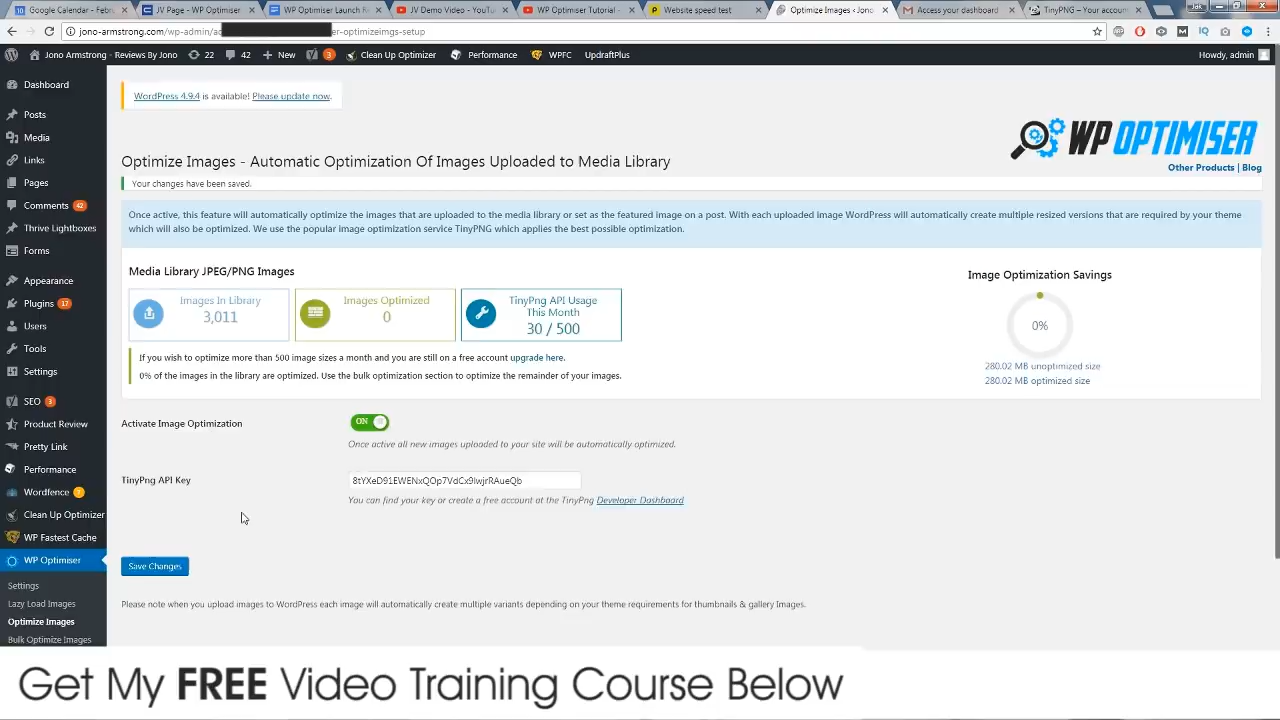 Google Calendar - Febru
JV Page - WP Optimiser
WP Optimiser Launch R
JV Demo Video - YouTu
WP Optimiser Tutorial -
Website speed test
Optimize Images ‹ Jono
Access your dashboard
TinyPNG – Your account
jono-armstrong.com/wp-admin/ad
er-optimizeimgs-setup
Jono Armstrong - Reviews By Jono 22 42 + New 3 Clean Up Optimizer Performance WPFC UpdraftPlus Howdy, admin
Dashboard
Posts
Media
Links
Pages
Comments 42
Thrive Lightboxes
Forms
Appearance
Plugins 17
Users
Tools
Settings
SEO 3
Product Review
Pretty Link
Performance
Wordfence 7
Clean Up Optimizer
WP Fastest Cache
WP Optimiser
Settings
Lazy Load Images
Optimize Images
Bulk Optimize Images
WordPress 4.9.4 is available! Please update now.
WP OPTIMISER
Other Products | Blog
Optimize Images - Automatic Optimization Of Images Uploaded to Media Library
Your changes have been saved.
Once active, this feature will automatically optimize the images that are uploaded to the media library or set as the featured image on a post. With each uploaded image WordPress will automatically create multiple resized versions that are required by your theme
which will also be optimized. We use the popular image optimization service TinyPNG which applies the best possible optimization.
Media Library JPEG/PNG Images
Images In Library
3,011
Images Optimized
0
TinyPng API Usage
This Month
30 / 500
Image Optimization Savings
0%
280.02 MB unoptimized size
280.02 MB optimized size
If you wish to optimize more than 500 image sizes a month and you are still on a free account upgrade here.
0% of the images in the library are optimized. Use the bulk optimization section to optimize the remainder of your images.
Activate Image Optimization
ON
Once active all new images uploaded to your site will be automatically optimized.
TinyPng API Key
8tYXeD91EWENxQOp7VdCx9lwjrRAueQb
You can find your key or create a free account at the TinyPng Developer Dashboard
Save Changes
Please note when you upload images to WordPress each image will automatically create multiple variants depending on your theme requirements for thumbnails & gallery Images.
Get My FREE Video Training Course Below